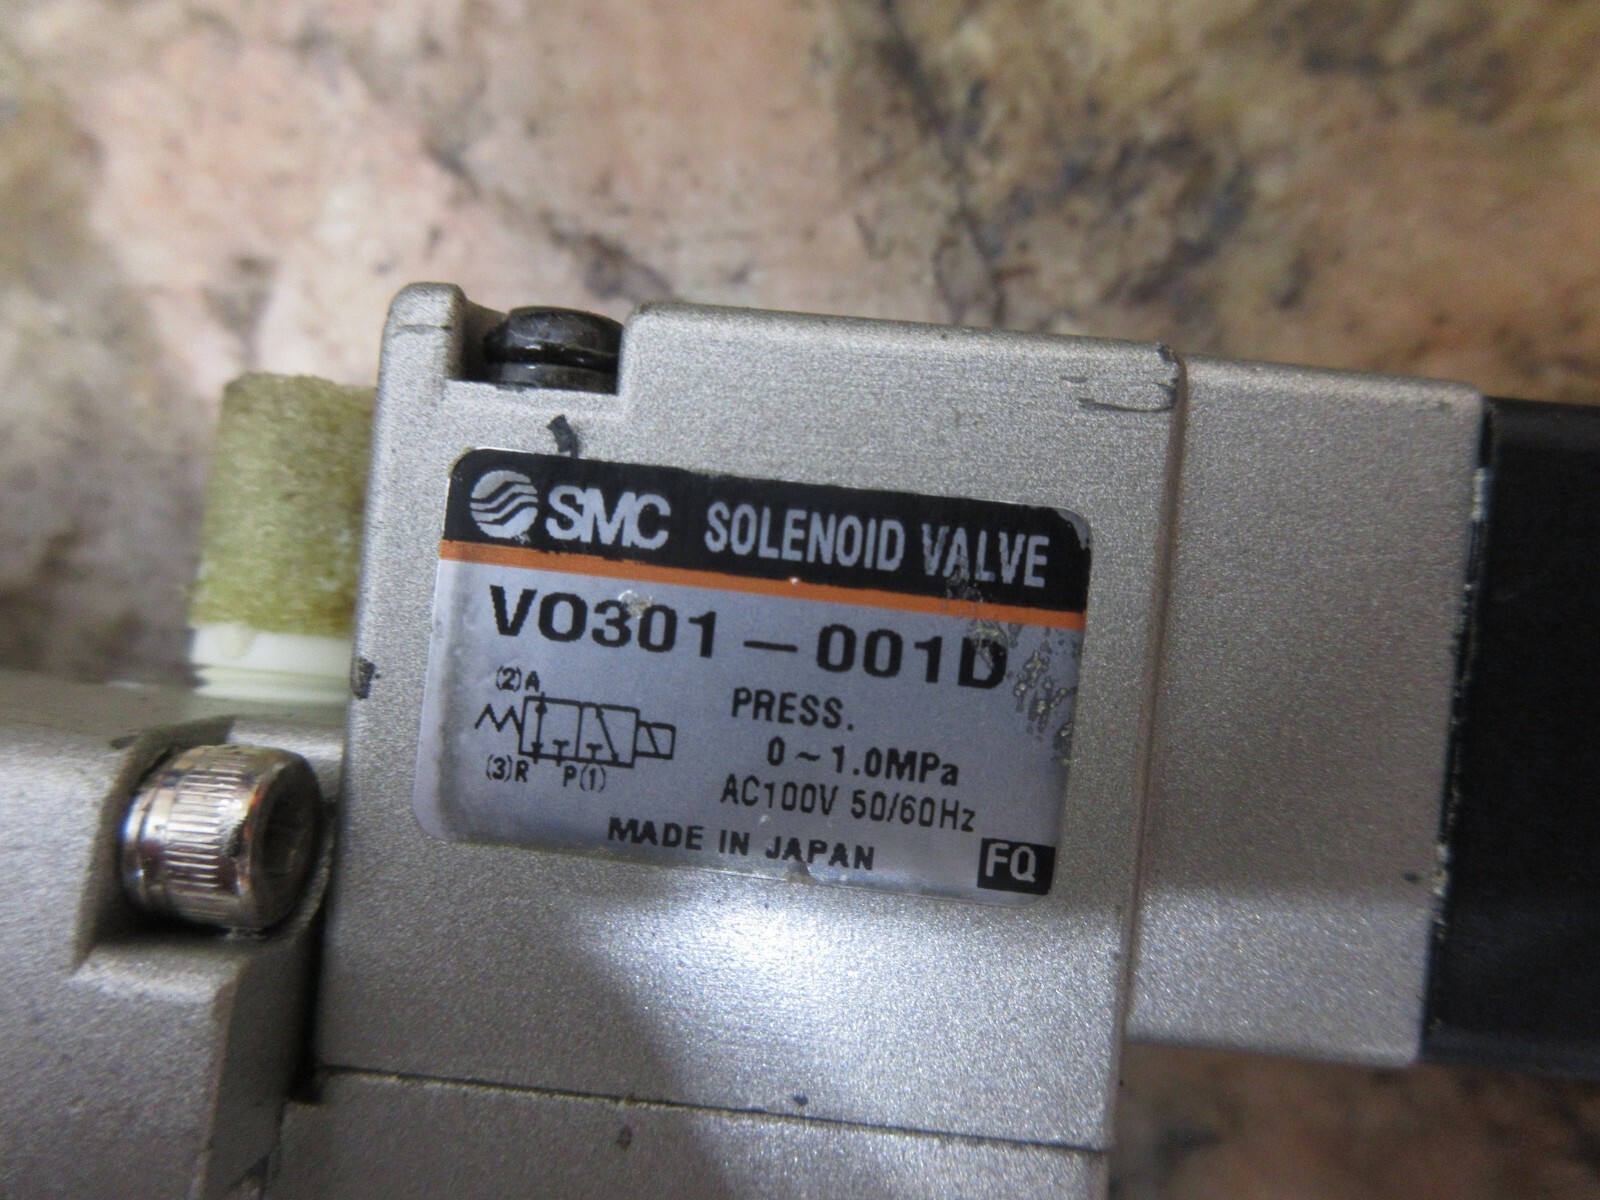 SMC SOLENOID VALVE
VO301-001D
(2)A
(3)R P(1)
PRESS.
0~1.0MPa
AC100V 50/60Hz
MADE IN JAPAN
FQ